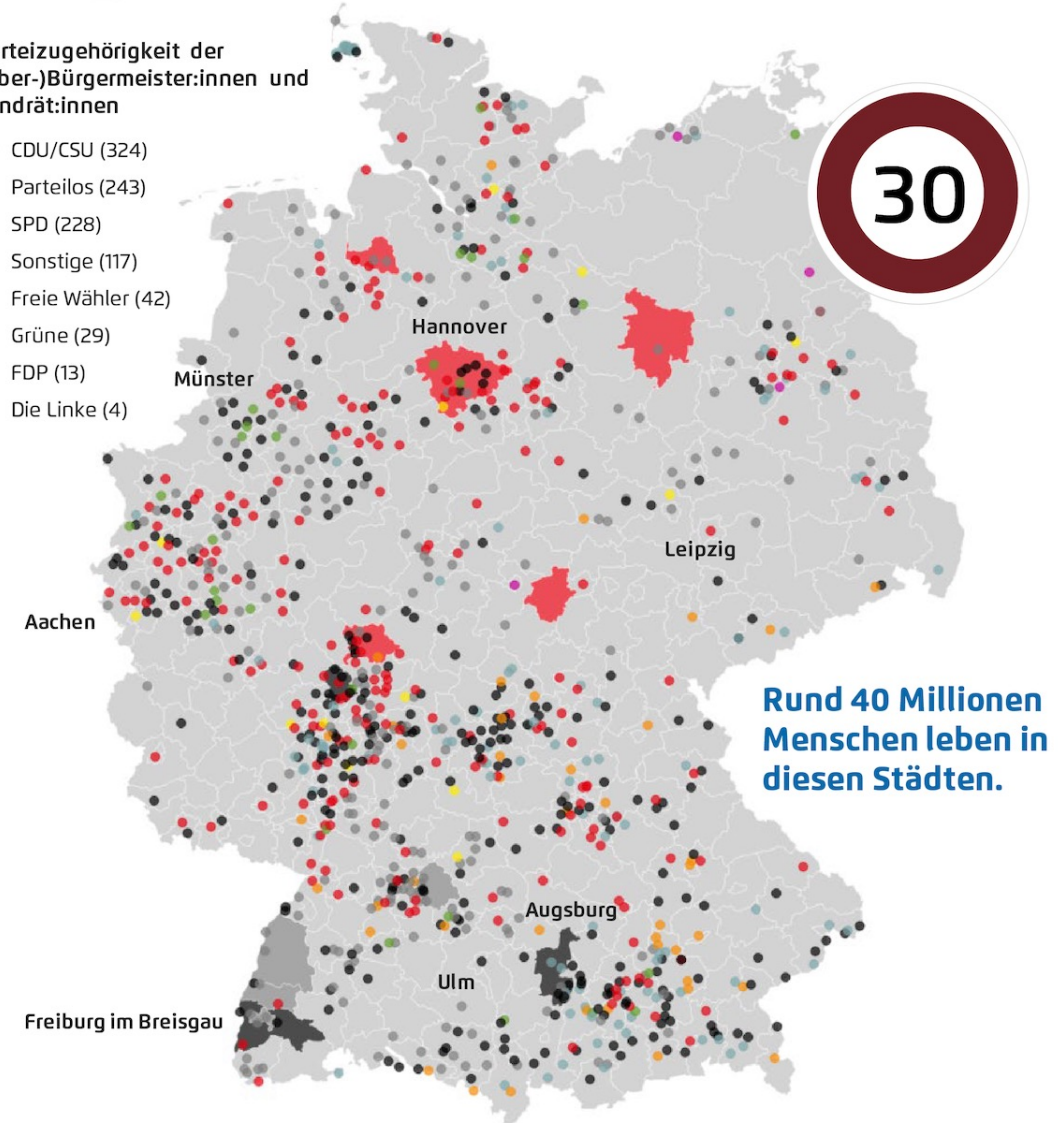 rteizugehörigkeit der
ber-)Bürgermeister:innen und
ndrät:innen
CDU/CSU (324)
Parteilos (243)
SPD (228)
Sonstige (117)
Freie Wähler (42)
Grüne (29)
FDP (13)
Die Linke (4)
30
Hannover
Münster
Leipzig
Aachen
Rund 40 Millionen
Menschen leben in
diesen Städten.
Augsburg
Ulm
Freiburg im Breisgau